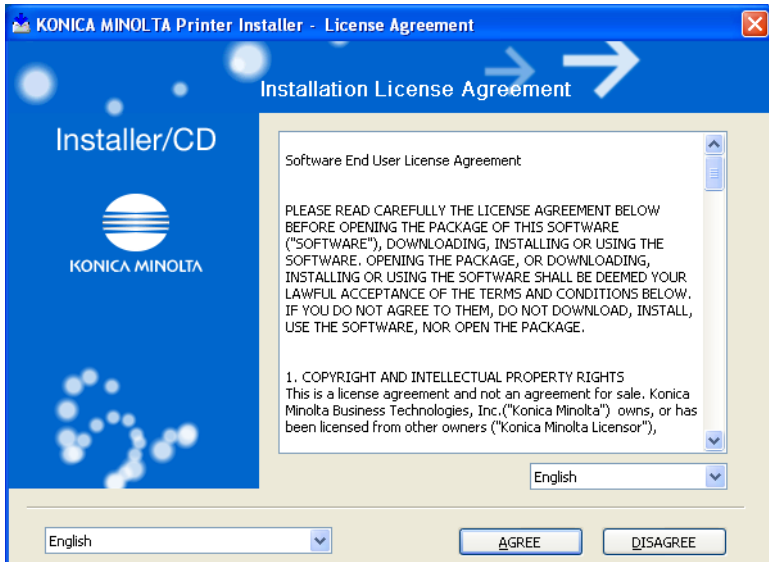 KONICA MINOLTA Printer Installer - License Agreement
Installation License Agreement
Installer/CD
KONICA MINOLTA
Software End User License Agreement
PLEASE READ CAREFULLY THE LICENSE AGREEMENT BELOW
BEFORE OPENING THE PACKAGE OF THIS SOFTWARE
("SOFTWARE"), DOWNLOADING, INSTALLING OR USING THE
SOFTWARE. OPENING THE PACKAGE, OR DOWNLOADING,
INSTALLING OR USING THE SOFTWARE SHALL BE DEEMED YOUR
LAWFUL ACCEPTANCE OF THE TERMS AND CONDITIONS BELOW.
IF YOU DO NOT AGREE TO THEM, DO NOT DOWNLOAD, INSTALL,
USE THE SOFTWARE, NOR OPEN THE PACKAGE.
1. COPYRIGHT AND INTELLECTUAL PROPERTY RIGHTS
This is a license agreement and not an agreement for sale. Konica
Minolta Business Technologies, Inc.("Konica Minolta") owns, or has
been licensed from other owners ("Konica Minolta Licensor"),
English
English
AGREE
DISAGREE